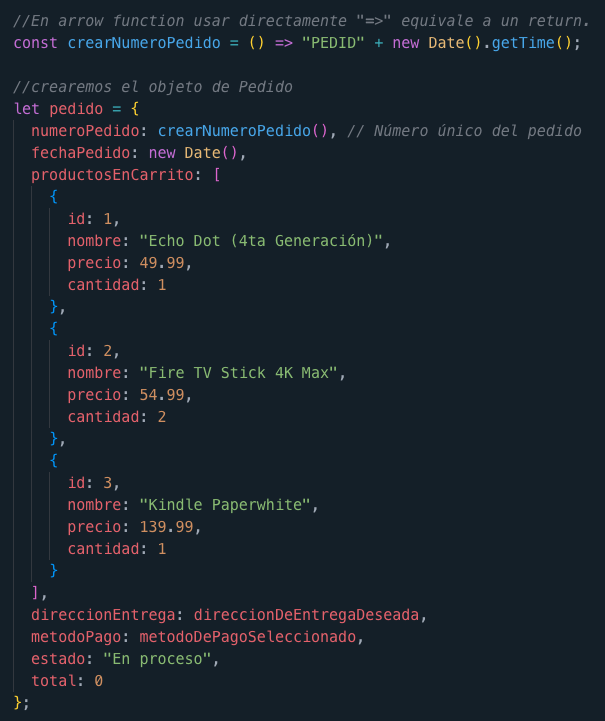 //En arrow function usar directamente "=>" equivale a un return.
const crearNumeroPedido = () => "PEDID" + new Date().getTime();

//crearemos el objeto de Pedido
let pedido = {
  numeroPedido: crearNumeroPedido(), // Número único del pedido
  fechaPedido: new Date(),
  productosEnCarrito: [
    {
      id: 1,
      nombre: "Echo Dot (4ta Generación)",
      precio: 49.99,
      cantidad: 1
    },
    {
      id: 2,
      nombre: "Fire TV Stick 4K Max",
      precio: 54.99,
      cantidad: 2
    },
    {
      id: 3,
      nombre: "Kindle Paperwhite",
      precio: 139.99,
      cantidad: 1
    }
  ],
  direccionEntrega: direccionDeEntregaDeseada,
  metodoPago: metodoDePagoSeleccionado,
  estado: "En proceso",
  total: 0
};